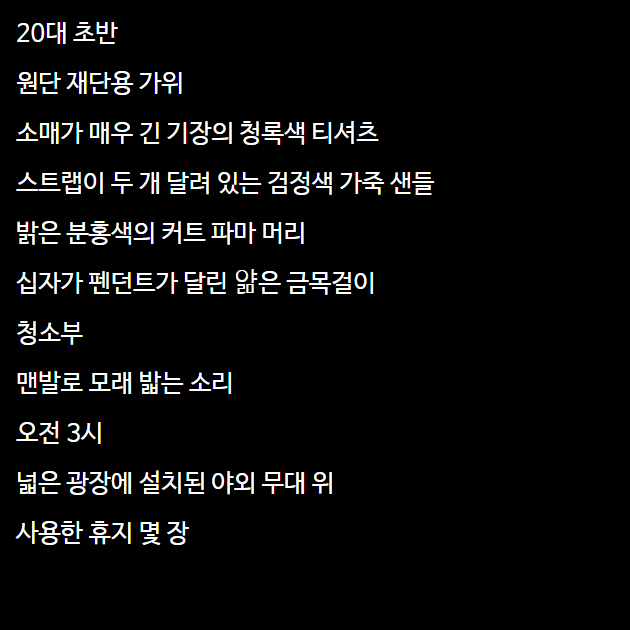 20대 초반
원단 재단용 가위
소매가 매우 긴 기장의 청록색 티셔츠
스트랩이 두 개 달려 있는 검정색 가죽 샌들
밝은 분홍색의 커트 파마 머리
십자가 펜던트가 달린 얊은 금목걸이
청소부
맨발로 모래 밟는 소리
오전 3시
넓은 광장에 설치된 야외 무대 위
사용한 휴지 몇 장